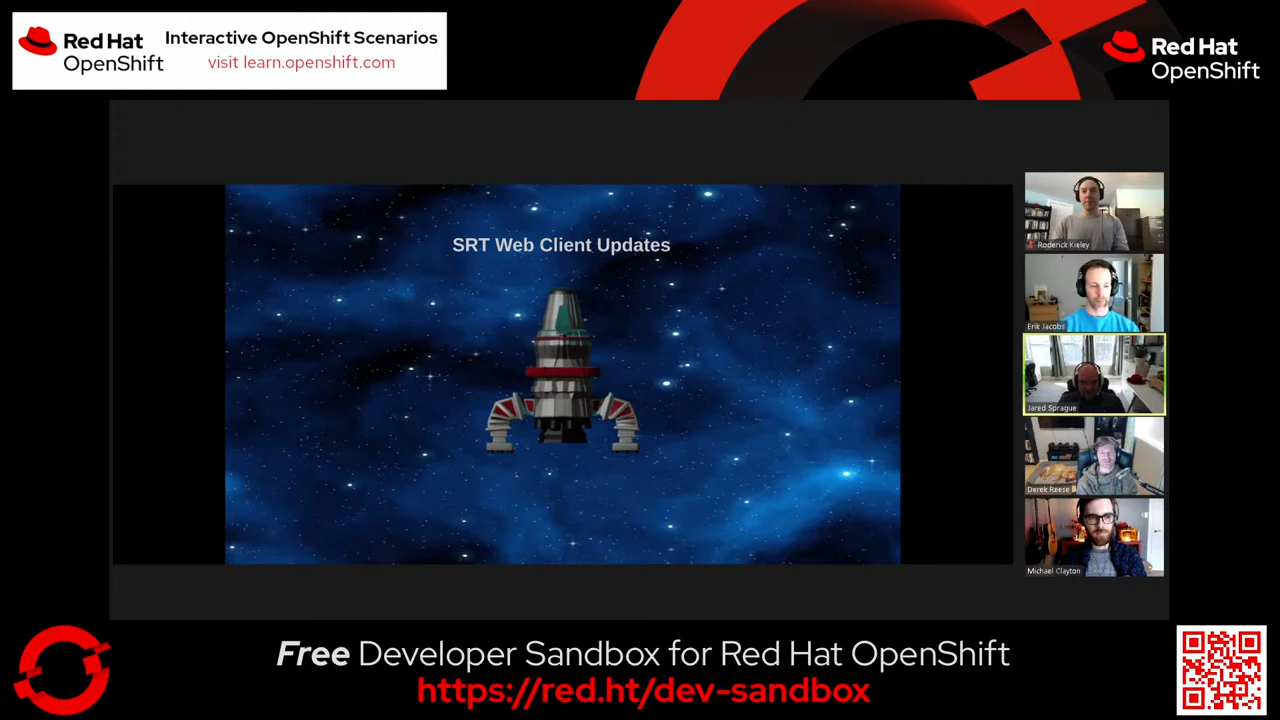 Red Hat
OpenShift
Interactive OpenShift Scenarios
visit learn.openshift.com
Red Hat
OpenShift
SRT Web Client Updates
Roderick Kieley
Erik Jacobs
Jared Sprague
Derek Reese
Michael Clayton
Free Developer Sandbox for Red Hat OpenShift
https://red.ht/dev-sandbox